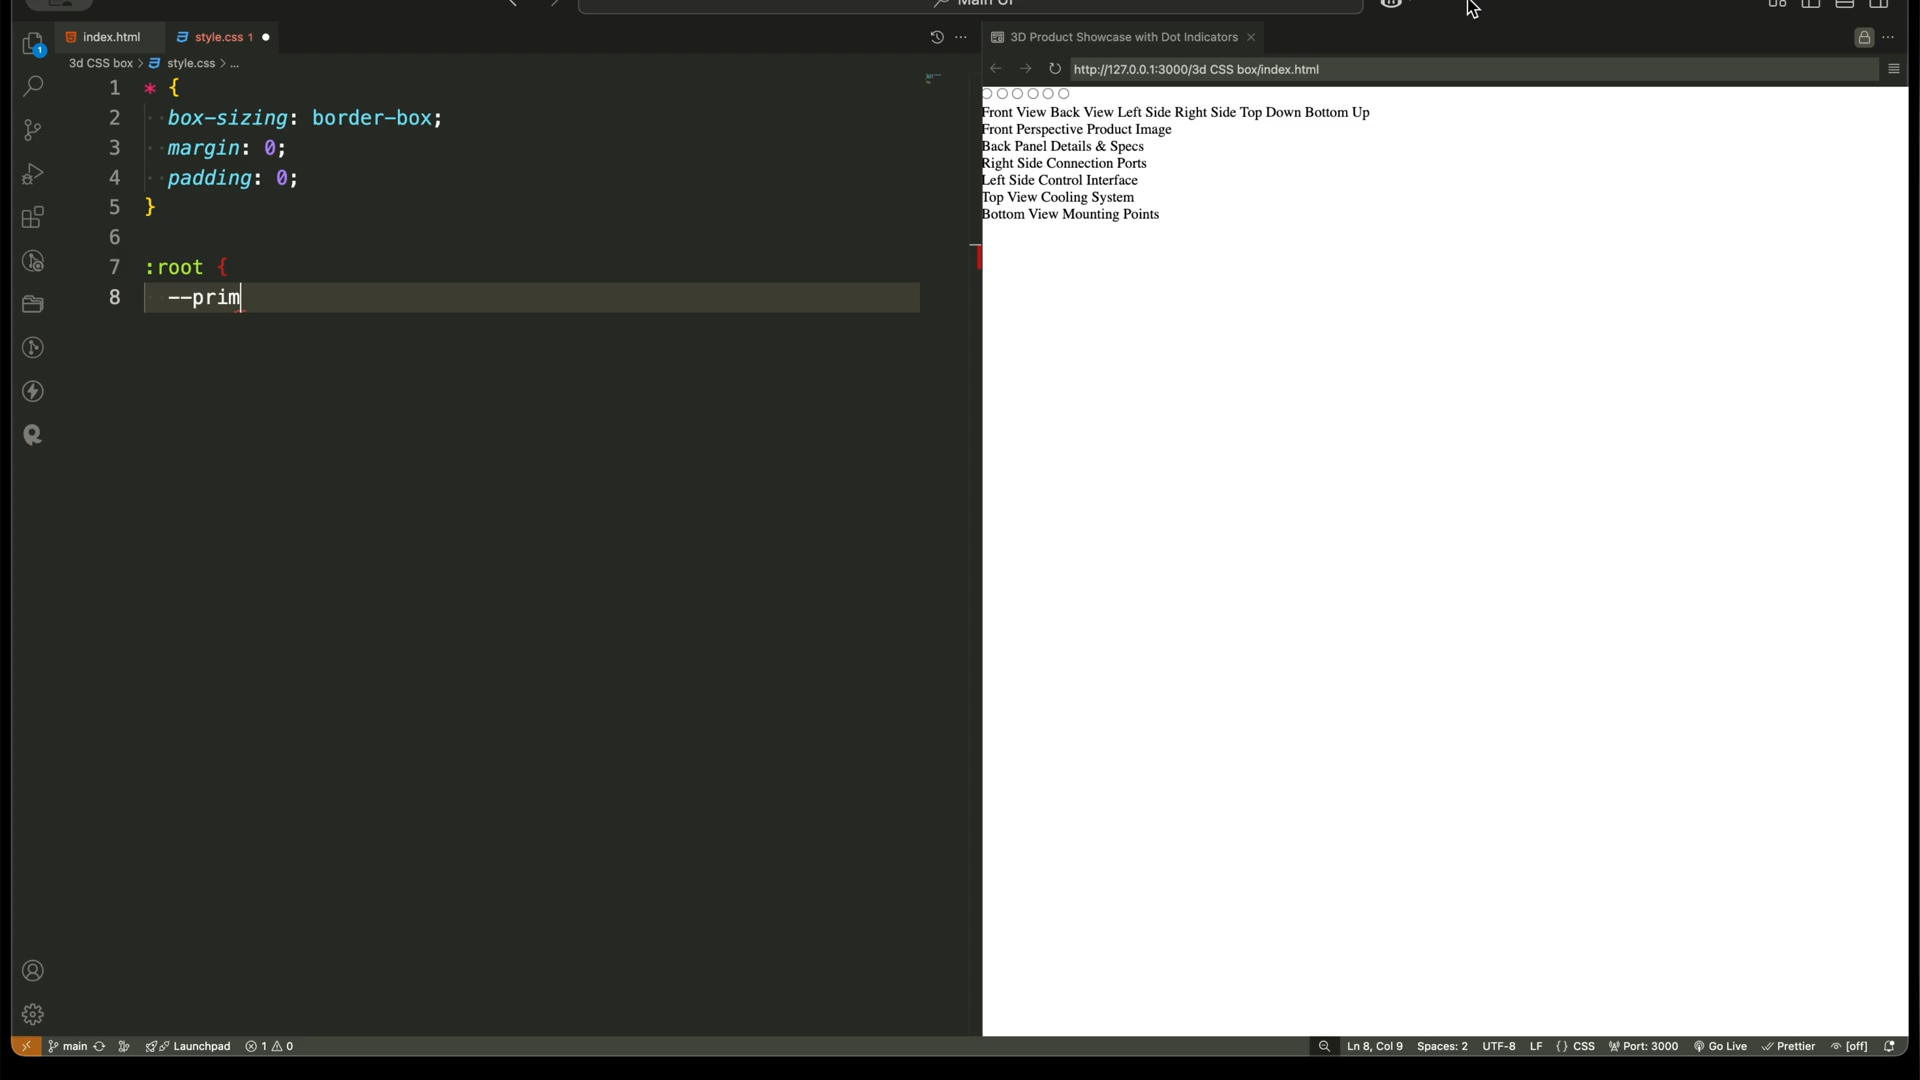 Main UI
index.html
style.css 1
3D Product Showcase with Dot Indicators
3d CSS box > style.css > ...
http://127.0.0.1:3000/3d CSS box/index.html
1 * {
2 box-sizing: border-box;
3 margin: 0;
4 padding: 0;
5 }
6
7 :root {
8 --prim
1
Front View Back View Left Side Right Side Top Down Bottom Up
Front Perspective Product Image
Back Panel Details & Specs
Right Side Connection Ports
Left Side Control Interface
Top View Cooling System
Bottom View Mounting Points
main Launchpad 1 0 Ln 8, Col 9 Spaces: 2 UTF-8 LF {} CSS Port: 3000 Go Live Prettier [off]